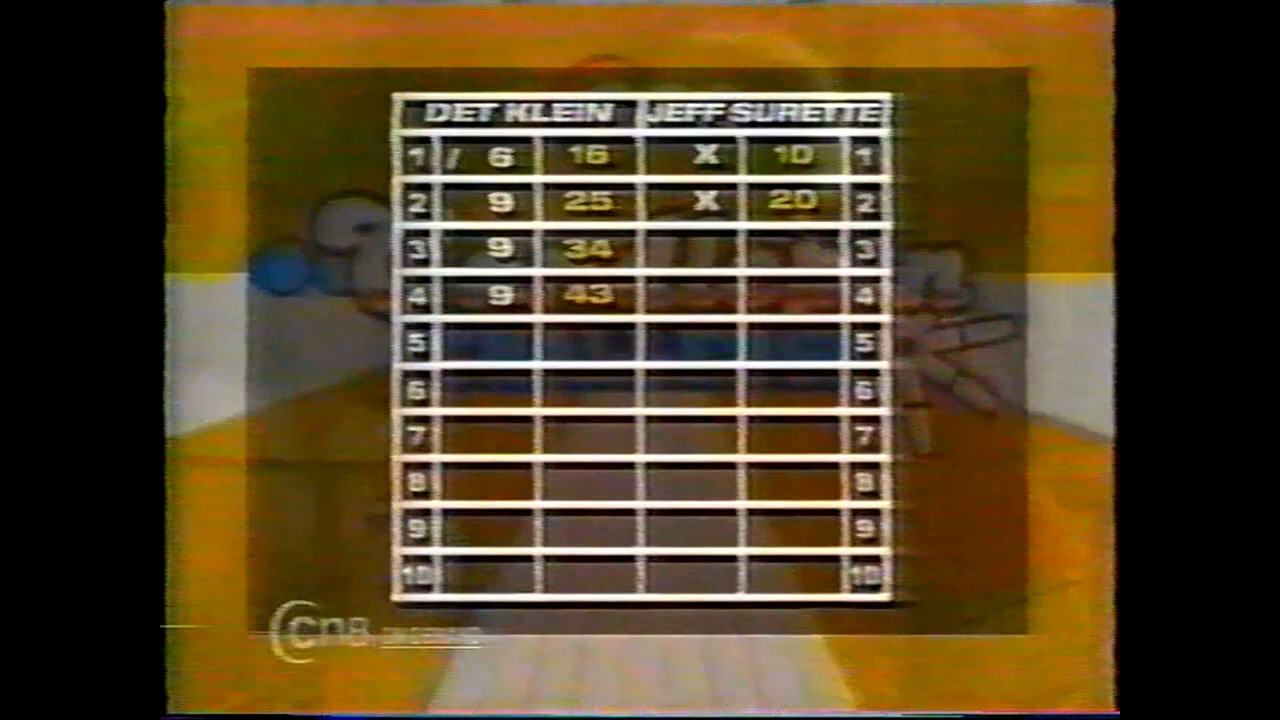 DET KLEIN JEFF SURETTE
1 / 6 16 X 10 1
2 9 25 X 20 2
3 9 34 3
4 9 43 4
5 5
6 6
7 7
8 8
9 9
10 10
cn8